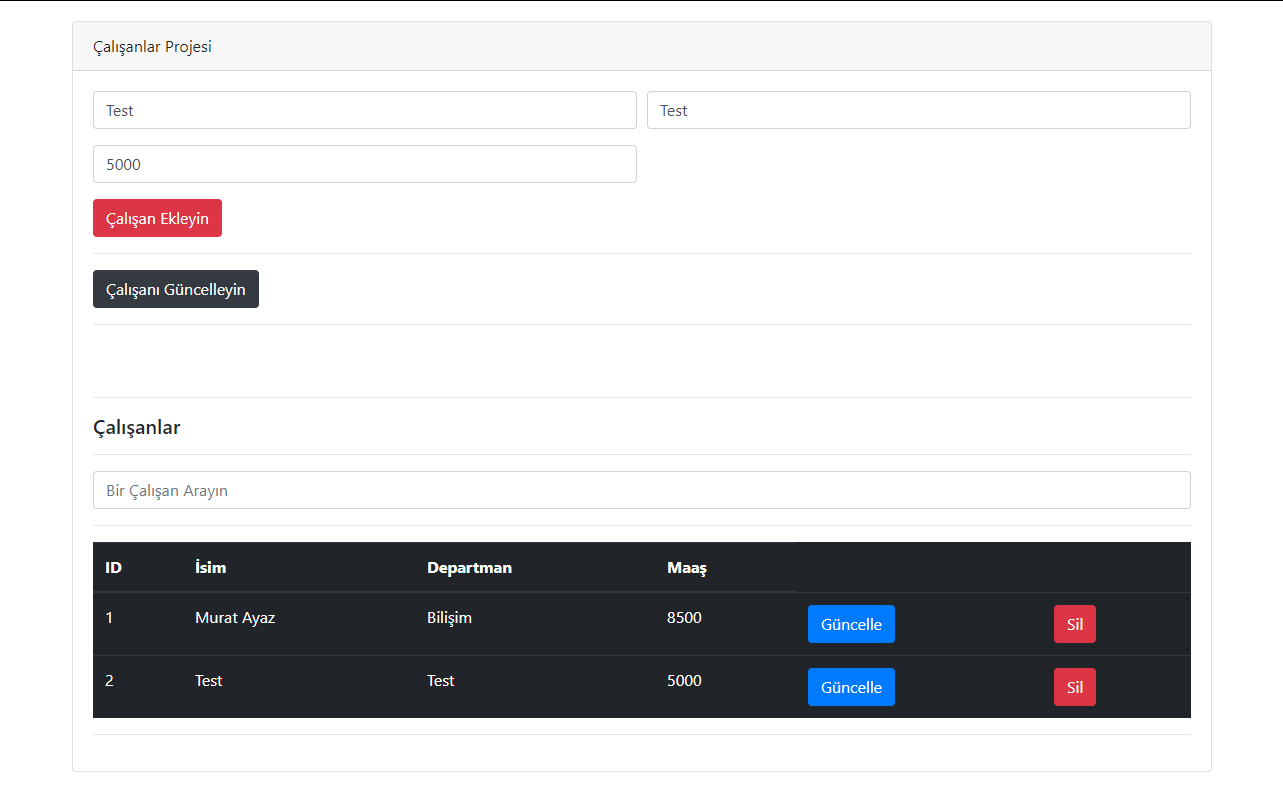 Çalışanlar Projesi
Test Test
5000
Çalışan Ekleyin
Çalışanı Güncelleyin
Çalışanlar
Bir Çalışan Arayın
ID İsim Departman Maaş
1 Murat Ayaz Bilişim 8500 Güncelle Sil
2 Test Test 5000 Güncelle Sil